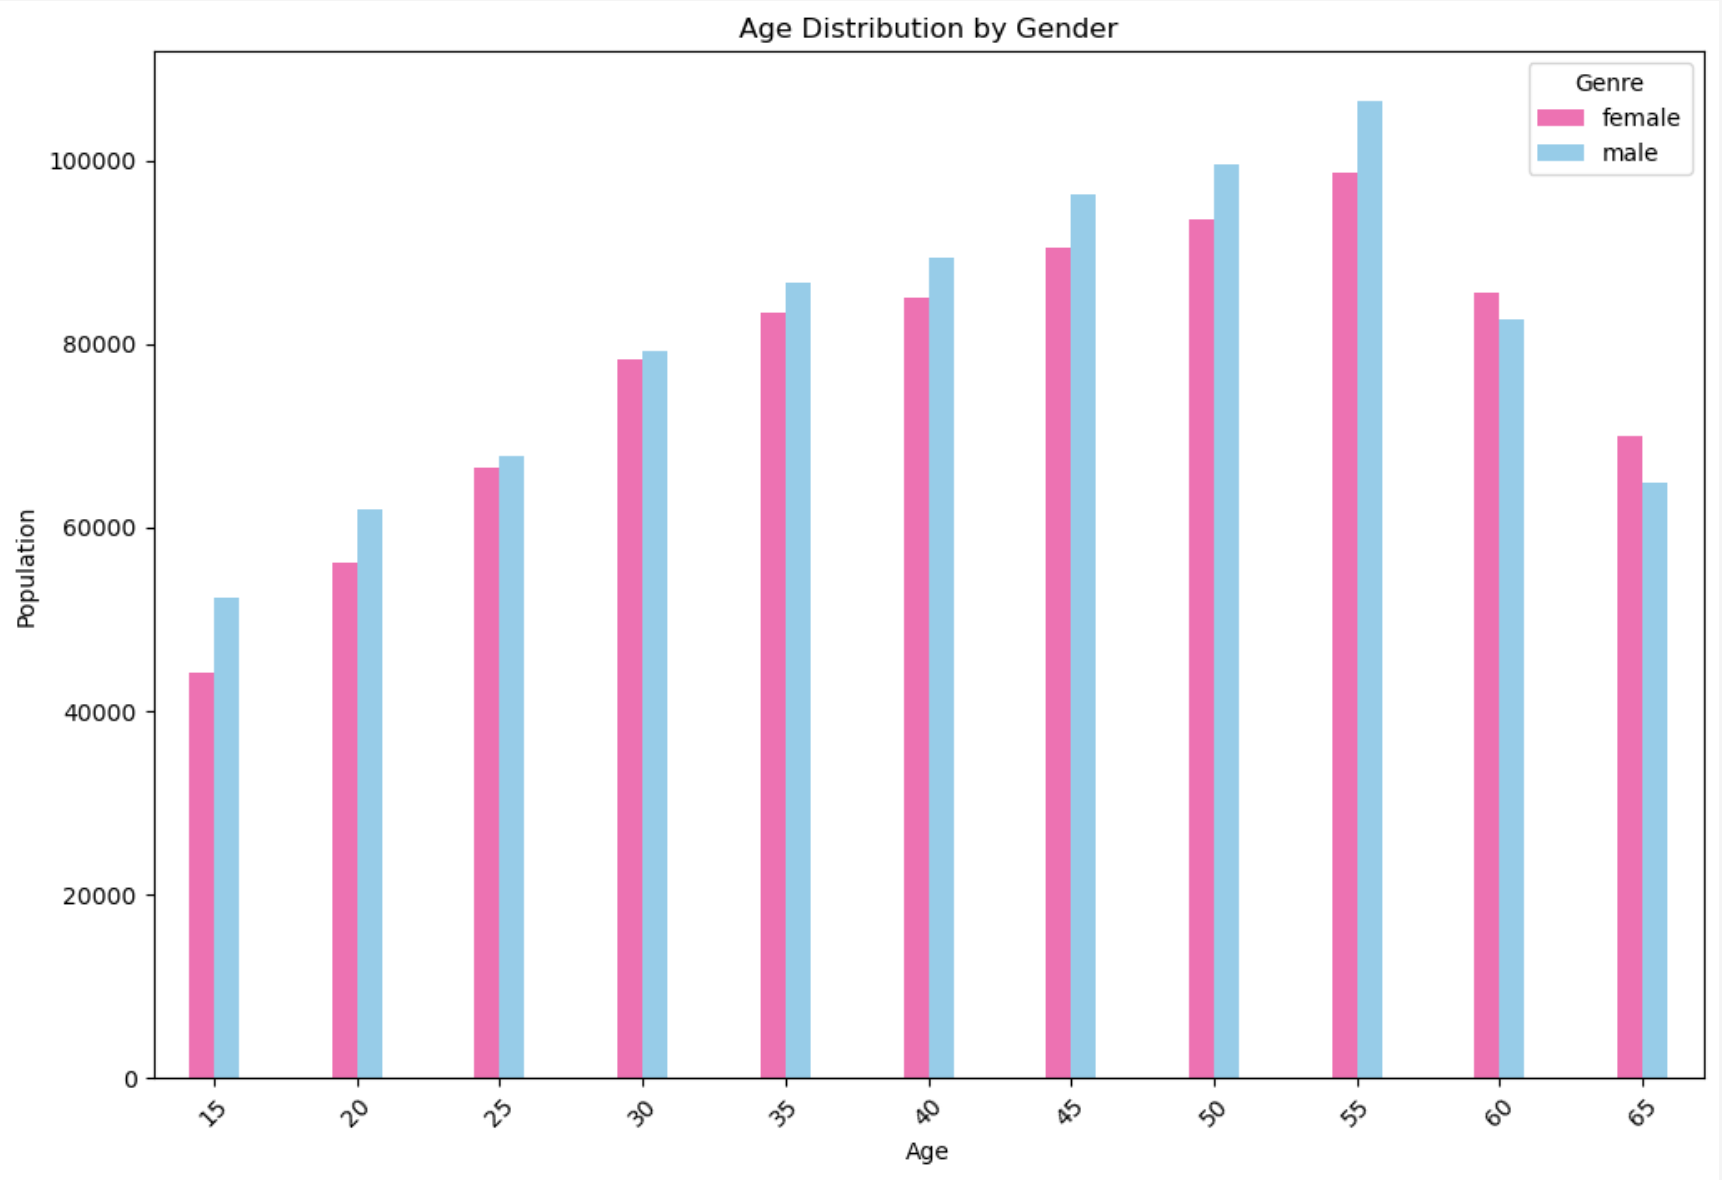 Age Distribution by Gender
Genre
female
male
100000
80000
60000
40000
20000
0
Population
15 20 25 30 35 40 45 50 55 60 65
Age